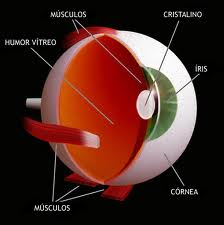 MÚSCULOS
CRISTALINO
HUMOR VÍTREO
ÍRIS
CÓRNEA
MÚSCULOS